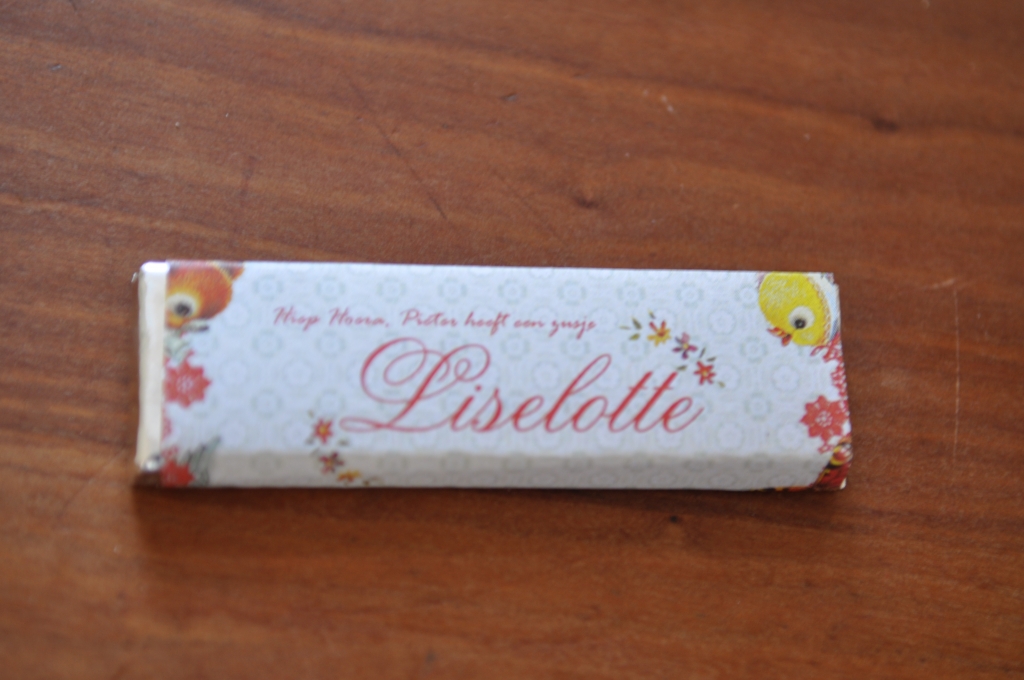 Hiep Hoera, Pieter heeft een zusje
Liselotte